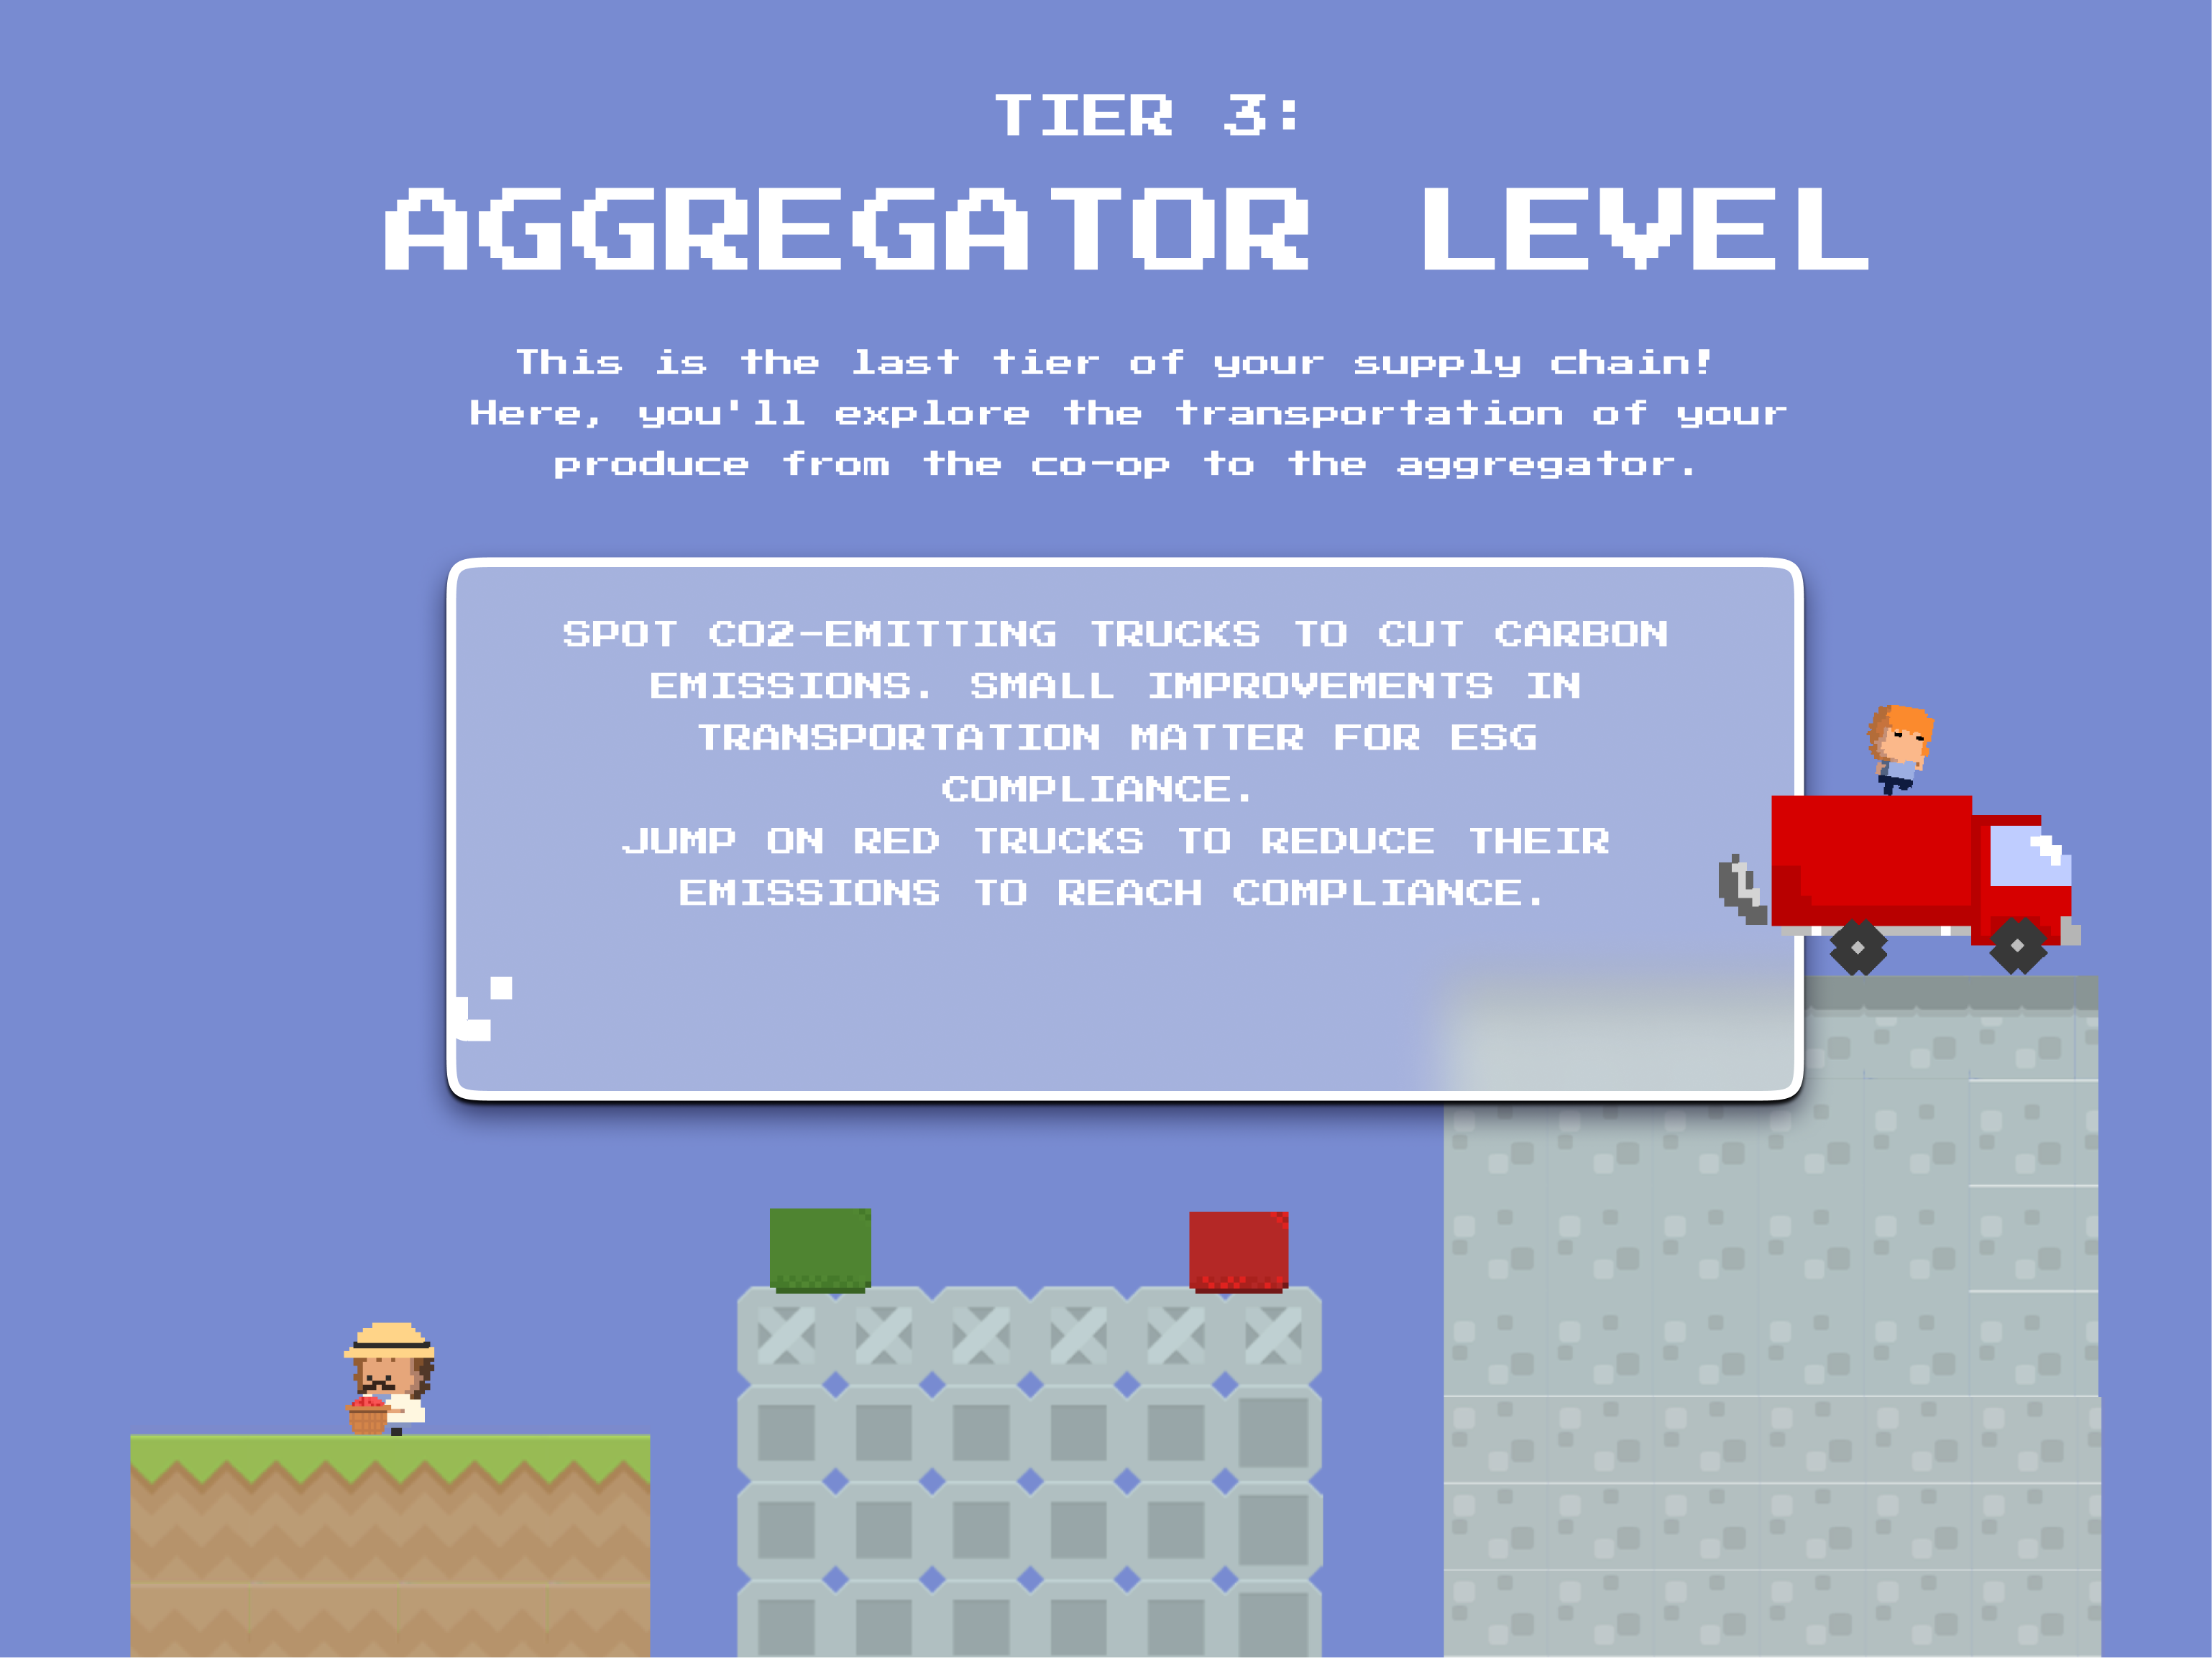 TIER 3:
AGGREGATOR LEVEL
This is the last tier of your supply chain!
Here, you'll explore the transportation of your
produce from the co-op to the aggregator.
SPOT CO2-EMITTING TRUCKS TO CUT CARBON
EMISSIONS. SMALL IMPROVEMENTS IN
TRANSPORTATION MATTER FOR ESG
COMPLIANCE.
JUMP ON RED TRUCKS TO REDUCE THEIR
EMISSIONS TO REACH COMPLIANCE.